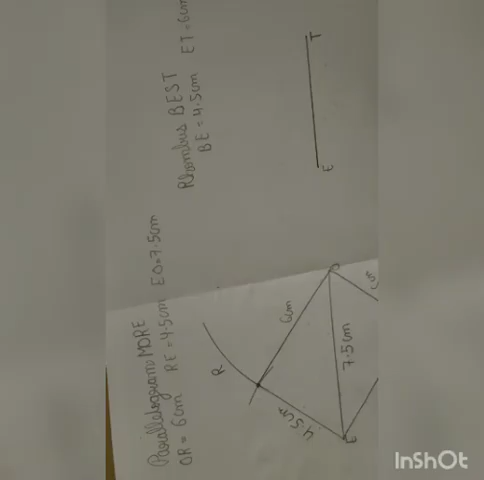 Parallelogram MORE
OR = 6cm RE = 4.5cm EO = 7.5cm
R
6cm
O
4.5cm
7.5cm
E
Rhombus BEST
BE = 4.5cm ET = 6cm
E
T
InShOt